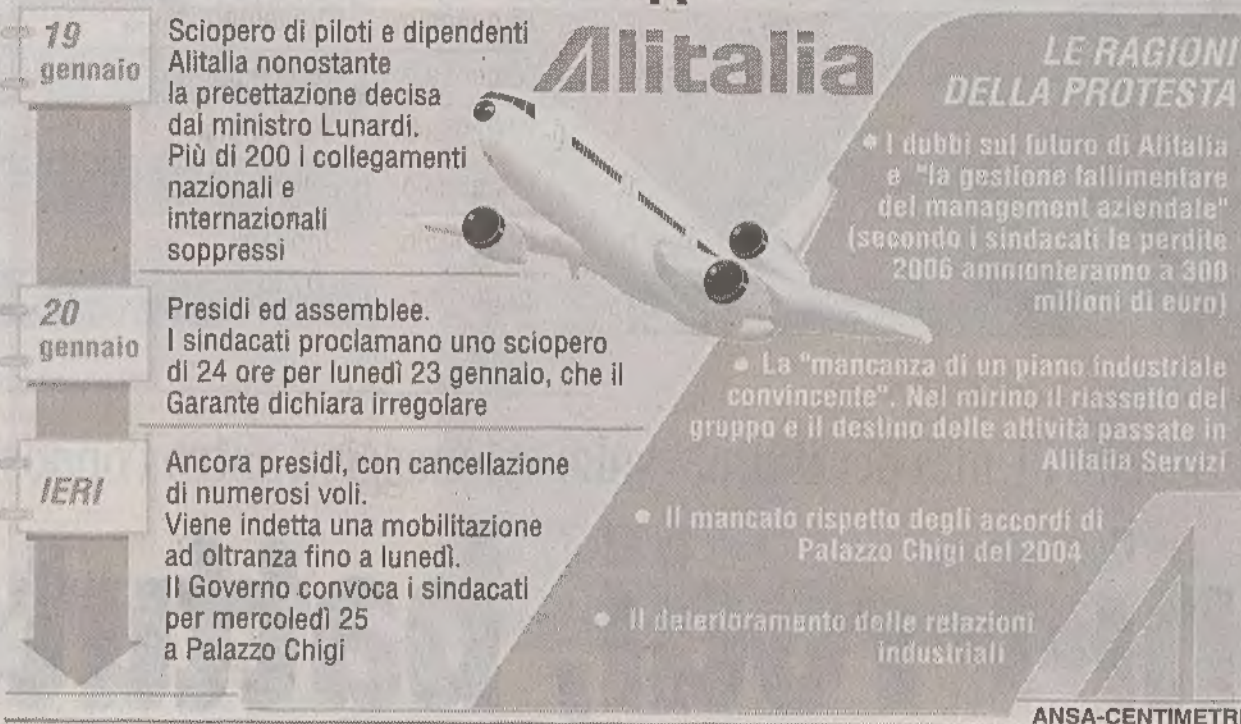 19
gennaio
Sciopero di piloti e dipendenti
Alitalia nonostante
la precettazione decisa
dal ministro Lunardi.
Più di 200 i collegamenti
nazionali e
internazionali
soppressi
20
gennaio
Presidi ed assemblee.
I sindacati proclamano uno sciopero
di 24 ore per lunedì 23 gennaio, che il
Garante dichiara irregolare
IERI
Ancora presidi, con cancellazione
di numerosi voli.
Viene indetta una mobilitazione
ad oltranza fino a lunedì.
Il Governo convoca i sindacati
per mercoledì 25
a Palazzo Chigi
Alitalia
LE RAGIONI
DELLA PROTESTA
• I dubbi sul futuro di Alitalia
e "la gestione fallimentare
del management aziendale"
(secondo i sindacati le perdite
2006 ammonteranno a 300
milioni di euro)
• La "mancanza di un piano industriale
convincente". Nel mirino il riassetto del
gruppo e il destino delle attività passate in
Alitalia Servizi
• Il mancato rispetto degli accordi di
Palazzo Chigi del 2004
• Il deterioramento delle relazioni
industriali
ANSA-CENTIMETRI